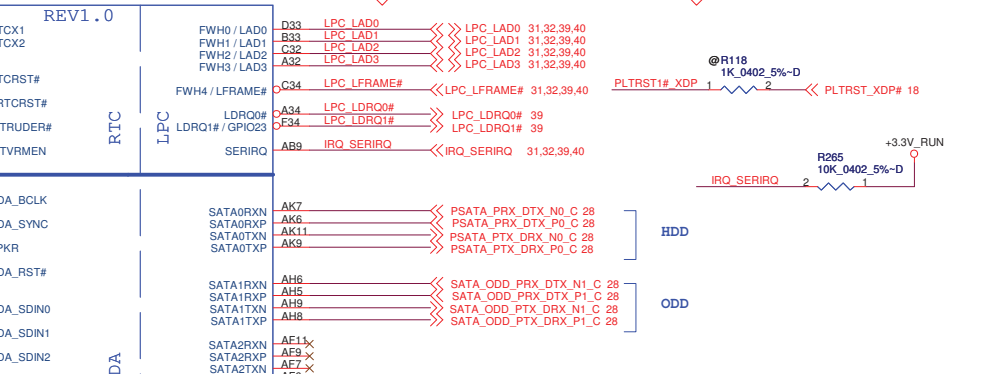 REV1.0
TCX1
TCX2
TCRST#
RTCRST#
TRUDER#
TVRMEN
RTC
LPC
FWH0 / LAD0 D33 LPC_LAD0 LPC_LAD0 31,32,39,40
FWH1 / LAD1 B33 LPC_LAD1 LPC_LAD1 31,32,39,40
FWH2 / LAD2 C32 LPC_LAD2 LPC_LAD2 31,32,39,40
FWH3 / LAD3 A32 LPC_LAD3 LPC_LAD3 31,32,39,40
FWH4 / LFRAME# C34 LPC_LFRAME# LPC_LFRAME# 31,32,39,40
LDRQ0# A34 LPC_LDRQ0# LPC_LDRQ0# 39
LDRQ1# / GPIO23 F34 LPC_LDRQ1# LPC_LDRQ1# 39
SERIRQ AB9 IRQ_SERIRQ IRQ_SERIRQ 31,32,39,40
@R118
1K_0402_5%~D
PLTRST1#_XDP 1 2 PLTRST_XDP# 18
+3.3V_RUN
R265
10K_0402_5%~D
IRQ_SERIRQ 2 1
DA_BCLK
DA_SYNC
PKR
DA_RST#
DA_SDIN0
DA_SDIN1
DA_SDIN2
DA
SATA0RXN AK7 PSATA_PRX_DTX_N0_C 28
SATA0RXP AK6 PSATA_PRX_DTX_P0_C 28
SATA0TXN AK11 PSATA_PTX_DRX_N0_C 28
SATA0TXP AK9 PSATA_PTX_DRX_P0_C 28
HDD
SATA1RXN AH6 SATA_ODD_PRX_DTX_N1_C 28
SATA1RXP AH5 SATA_ODD_PRX_DTX_P1_C 28
SATA1TXN AH9 SATA_ODD_PTX_DRX_N1_C 28
SATA1TXP AH8 SATA_ODD_PTX_DRX_P1_C 28
ODD
SATA2RXN AF11
SATA2RXP AF9
SATA2TXN AF7